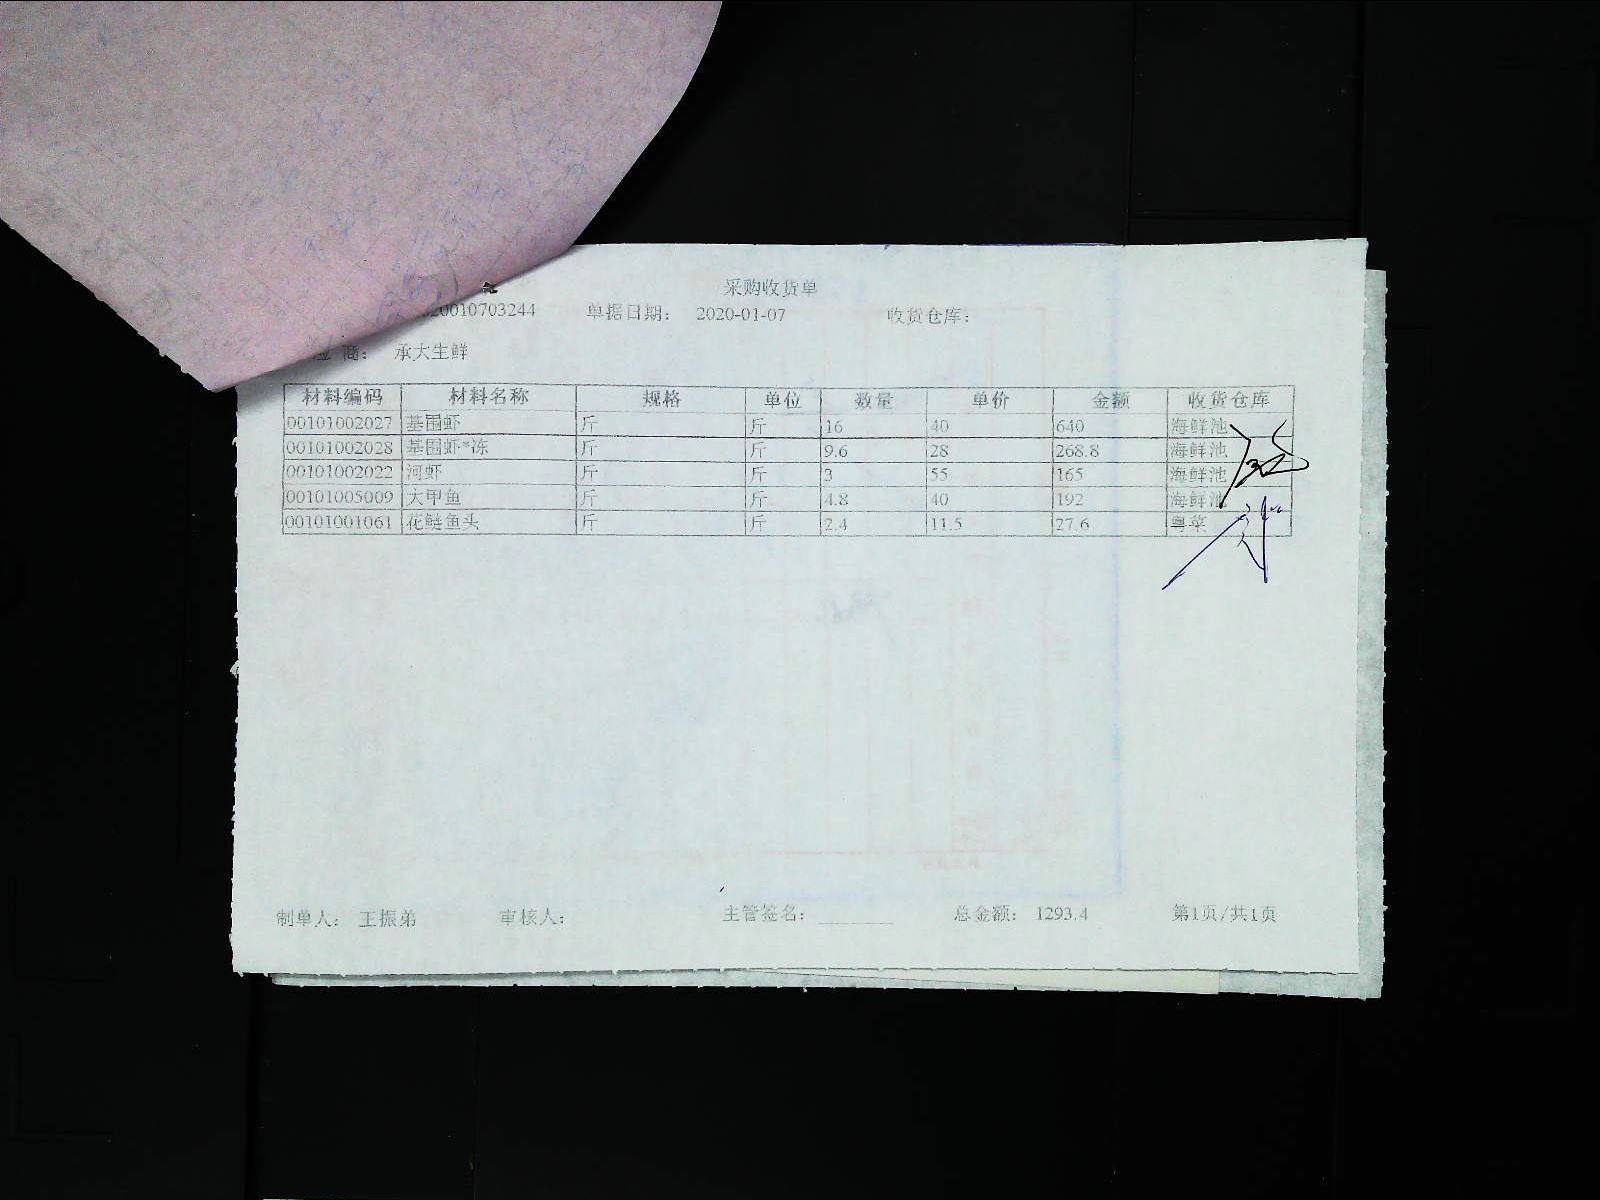 采购收货单
20010703244 单据日期： 2020-01-07 收货仓库：
应 商： 承大生鲜
材料编码 材料名称 规格 单位 数量 单价 金额 收货仓库
00101002027 基围虾 斤 斤 16 40 640 海鲜池
00101002028 基围虾*冻 斤 斤 9.6 28 268.8 海鲜池
00101002022 河虾 斤 斤 3 55 165 海鲜池
00101005009 大甲鱼 斤 斤 4.8 40 192 海鲜池
00101001061 花鲢鱼头 斤 斤 2.4 11.5 27.6 粤菜
制单人： 王振弟 审核人： 主管签名：________ 总金额： 1293.4 第1页/共1页